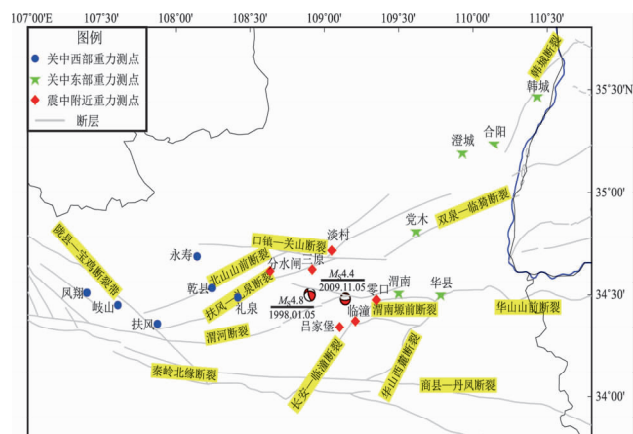 107°00′E
107.5°
108°00′
108.5°
109°00′
109.5°
110°00′
110.5°
图例
关中西部重力测点
关中东部重力测点
震中附近重力测点
断层
韩城断裂
韩城
35°30′N
合阳
澄城
35°00′
双泉—临猗断裂
党木
淡村
口镇—关山断裂
陇县—宝鸡断裂带
永寿
北山山前断裂
分水闸
三原
乾县
扶风—礼泉断裂
礼泉
凤翔
岐山
扶风
渭河断裂
Ms4.4
2009.11.05
Ms4.8
1998.01.05
零口
渭南
华县
34°30′
临潼
渭南塬前断裂
华山山前断裂
吕家堡
秦岭北缘断裂
长安—临潼断裂
华山西麓断裂
商县—丹凤断裂
34°00′